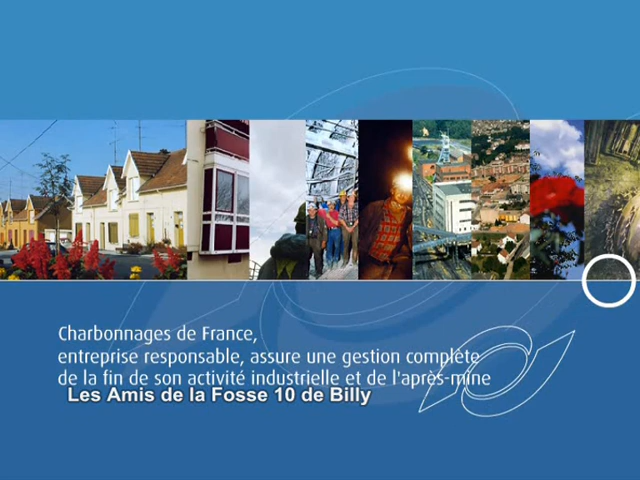 Charbonnages de France,
entreprise responsable, assure une gestion complète
de la fin de son activité industrielle et de l'après-mine
Les Amis de la Fosse 10 de Billy